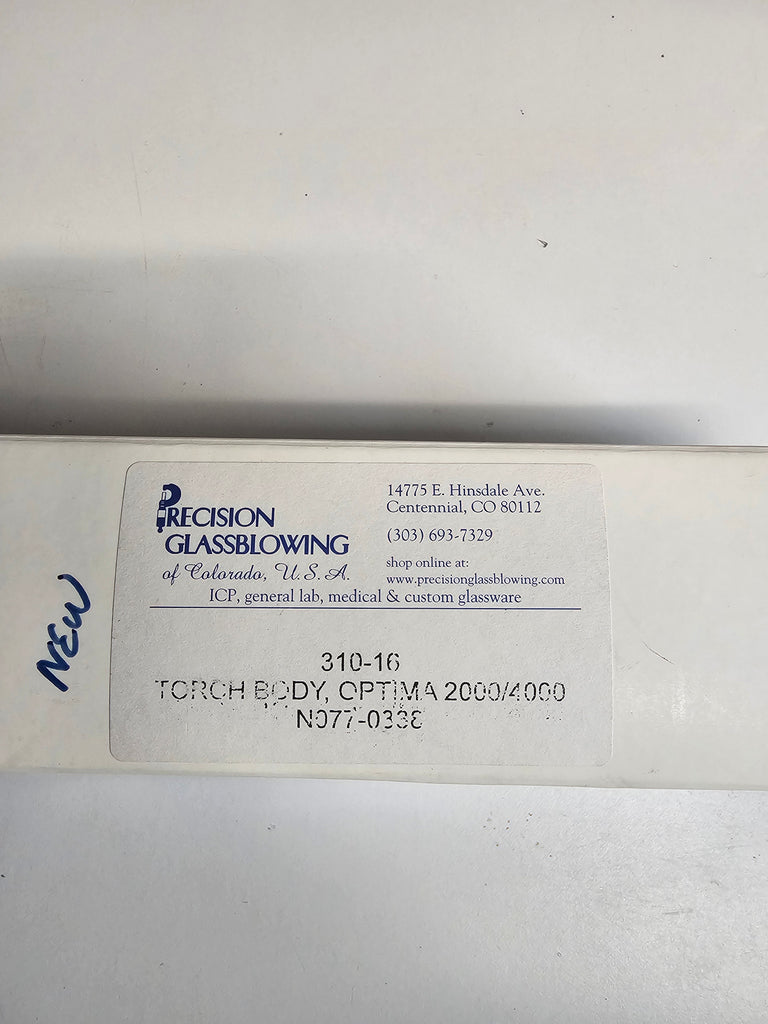 PRECISION
GLASSBLOWING
of Colorado, U.S.A.
14775 E. Hinsdale Ave.
Centennial, CO 80112
(303) 693-7329
shop online at:
www.precisionglassblowing.com
ICP, general lab, medical & custom glassware
NEW
310-16
TORCH BODY, OPTIMA 2000/4000
N077-0338